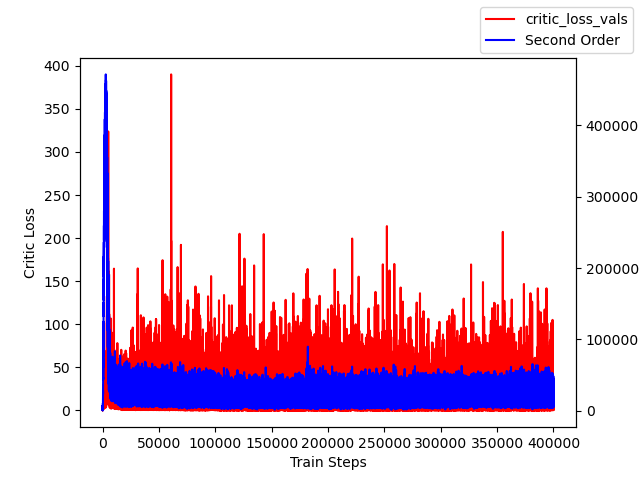 critic_loss_vals
Second Order
400
350
300
250
200
150
100
50
0
Critic Loss
400000
300000
200000
100000
0
0 50000 100000 150000 200000 250000 300000 350000 400000
Train Steps